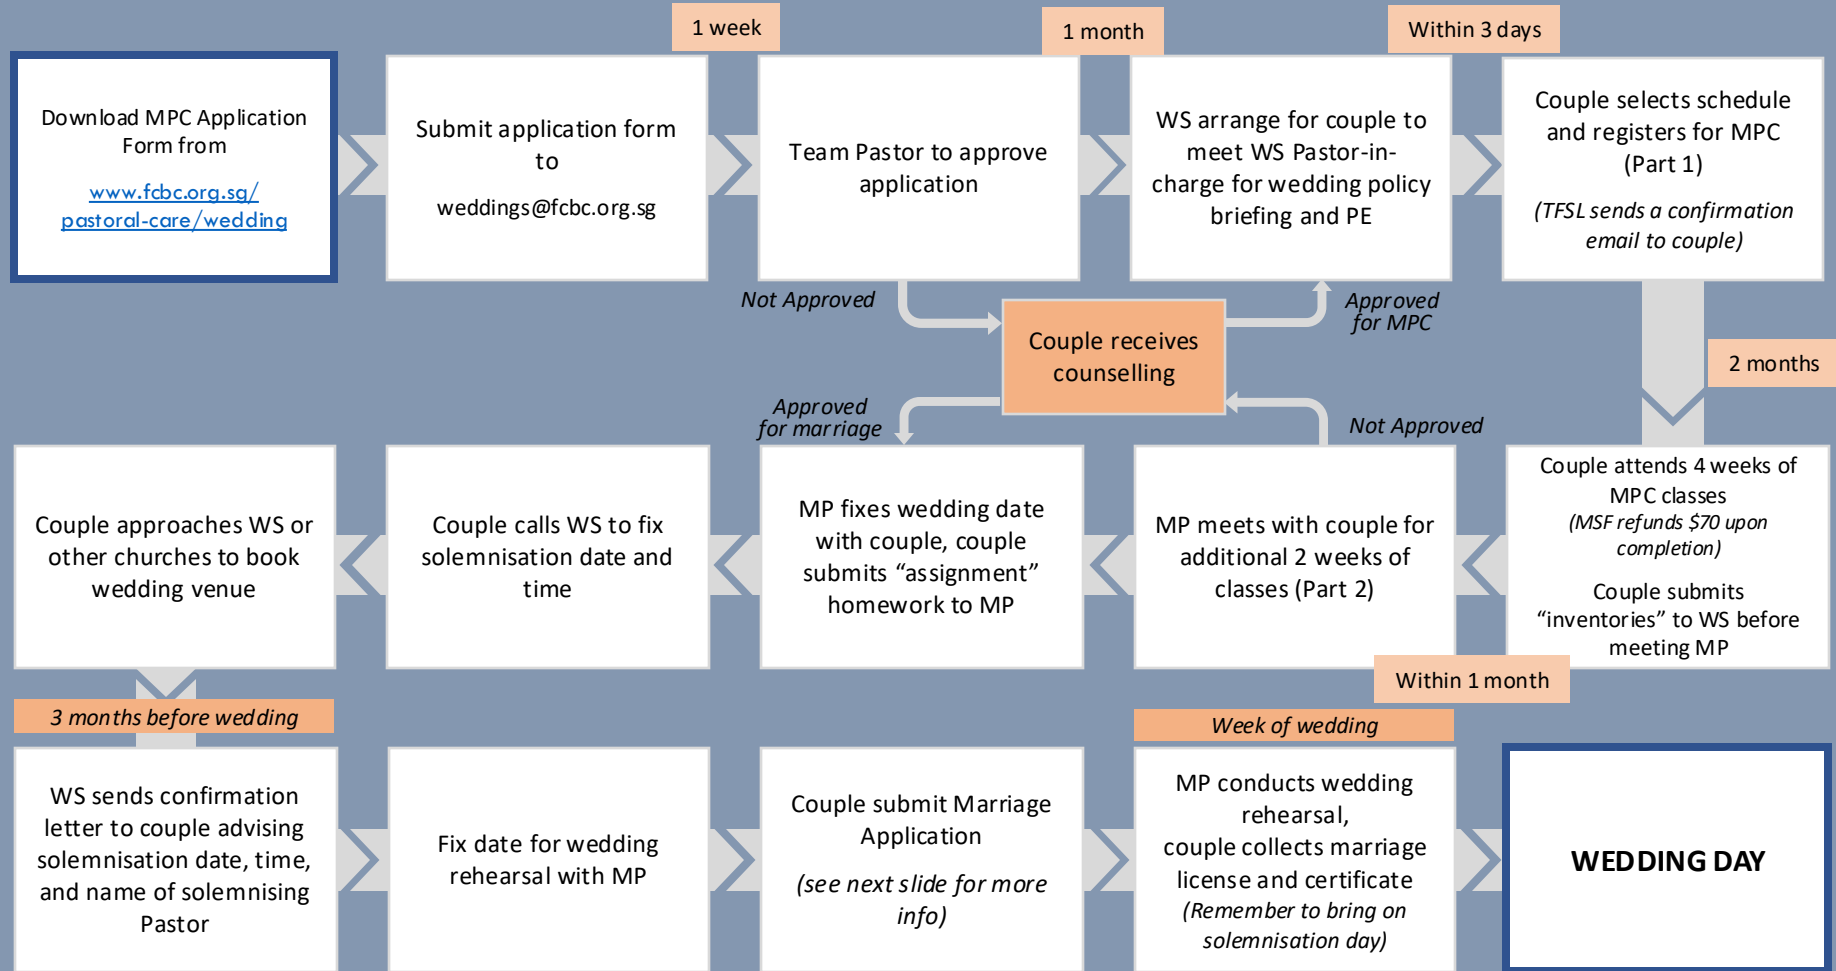 1 week
1 month
Within 3 days
Download MPC Application
Form from
www.fcbc.org.sg/
pastoral-care/wedding
Submit application form
to
weddings@fcbc.org.sg
Team Pastor to approve
application
WS arrange for couple to
meet WS Pastor-in-
charge for wedding policy
briefing and PE
Couple selects schedule
and registers for MPC
(Part 1)
(TFSL sends a confirmation
email to couple)
Not Approved
Couple receives
counselling
Approved
for MPC
2 months
Approved
for marriage
Not Approved
Couple attends 4 weeks of
MPC classes
(MSF refunds $70 upon
completion)
Couple submits
“inventories” to WS before
meeting MP
Within 1 month
MP meets with couple for
additional 2 weeks of
classes (Part 2)
MP fixes wedding date
with couple, couple
submits “assignment”
homework to MP
Couple calls WS to fix
solemnisation date and
time
Couple approaches WS or
other churches to book
wedding venue
3 months before wedding
WS sends confirmation
letter to couple advising
solemnisation date, time,
and name of solemnising
Pastor
Fix date for wedding
rehearsal with MP
Couple submit Marriage
Application
(see next slide for more
info)
Week of wedding
MP conducts wedding
rehearsal,
couple collects marriage
license and certificate
(Remember to bring on
solemnisation day)
WEDDING DAY